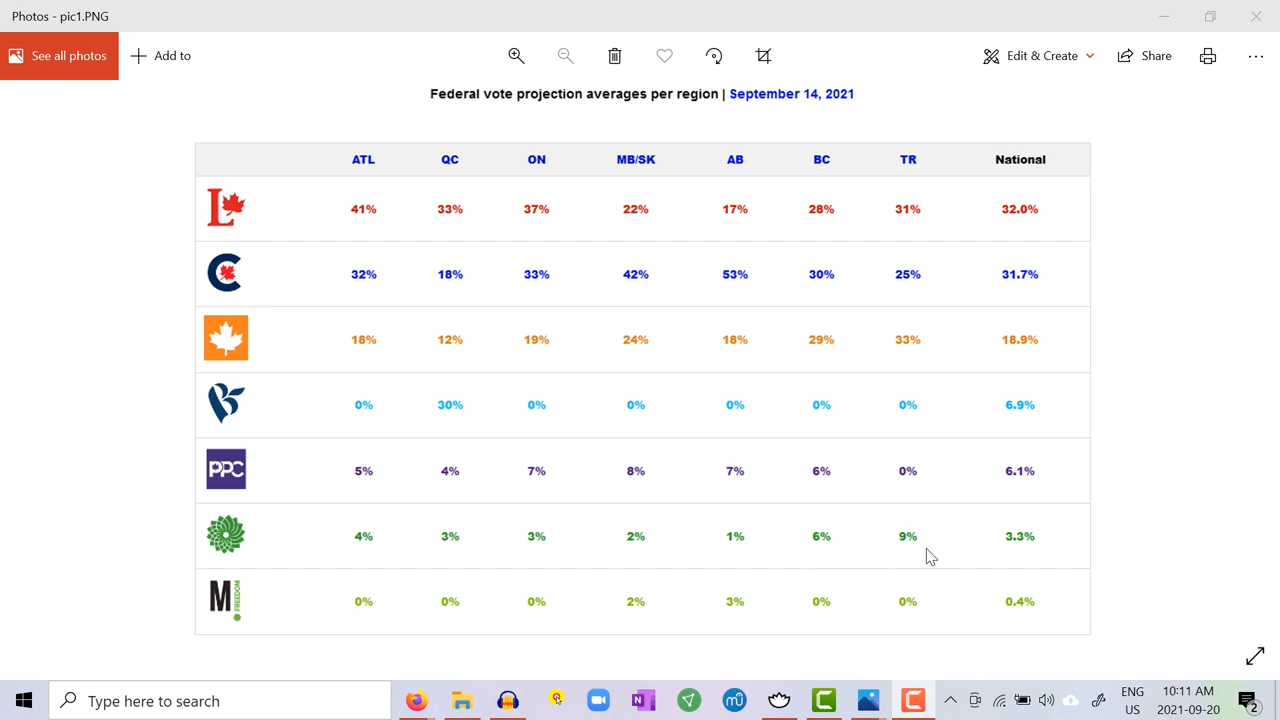 Photos - pic1.PNG
See all photos
Add to
Edit & Create
Share
Federal vote projection averages per region | September 14, 2021
ATL QC ON MB/SK AB BC TR National
L 41% 33% 37% 22% 17% 28% 31% 32.0%
C 32% 18% 33% 42% 53% 30% 25% 31.7%
18% 12% 19% 24% 18% 29% 33% 18.9%
0% 30% 0% 0% 0% 0% 0% 6.9%
PPC 5% 4% 7% 8% 7% 6% 0% 6.1%
4% 3% 3% 2% 1% 6% 9% 3.3%
M! FREEDOM 0% 0% 0% 2% 3% 0% 0% 0.4%
Type here to search
ENG
US
10:11 AM
2021-09-20
2